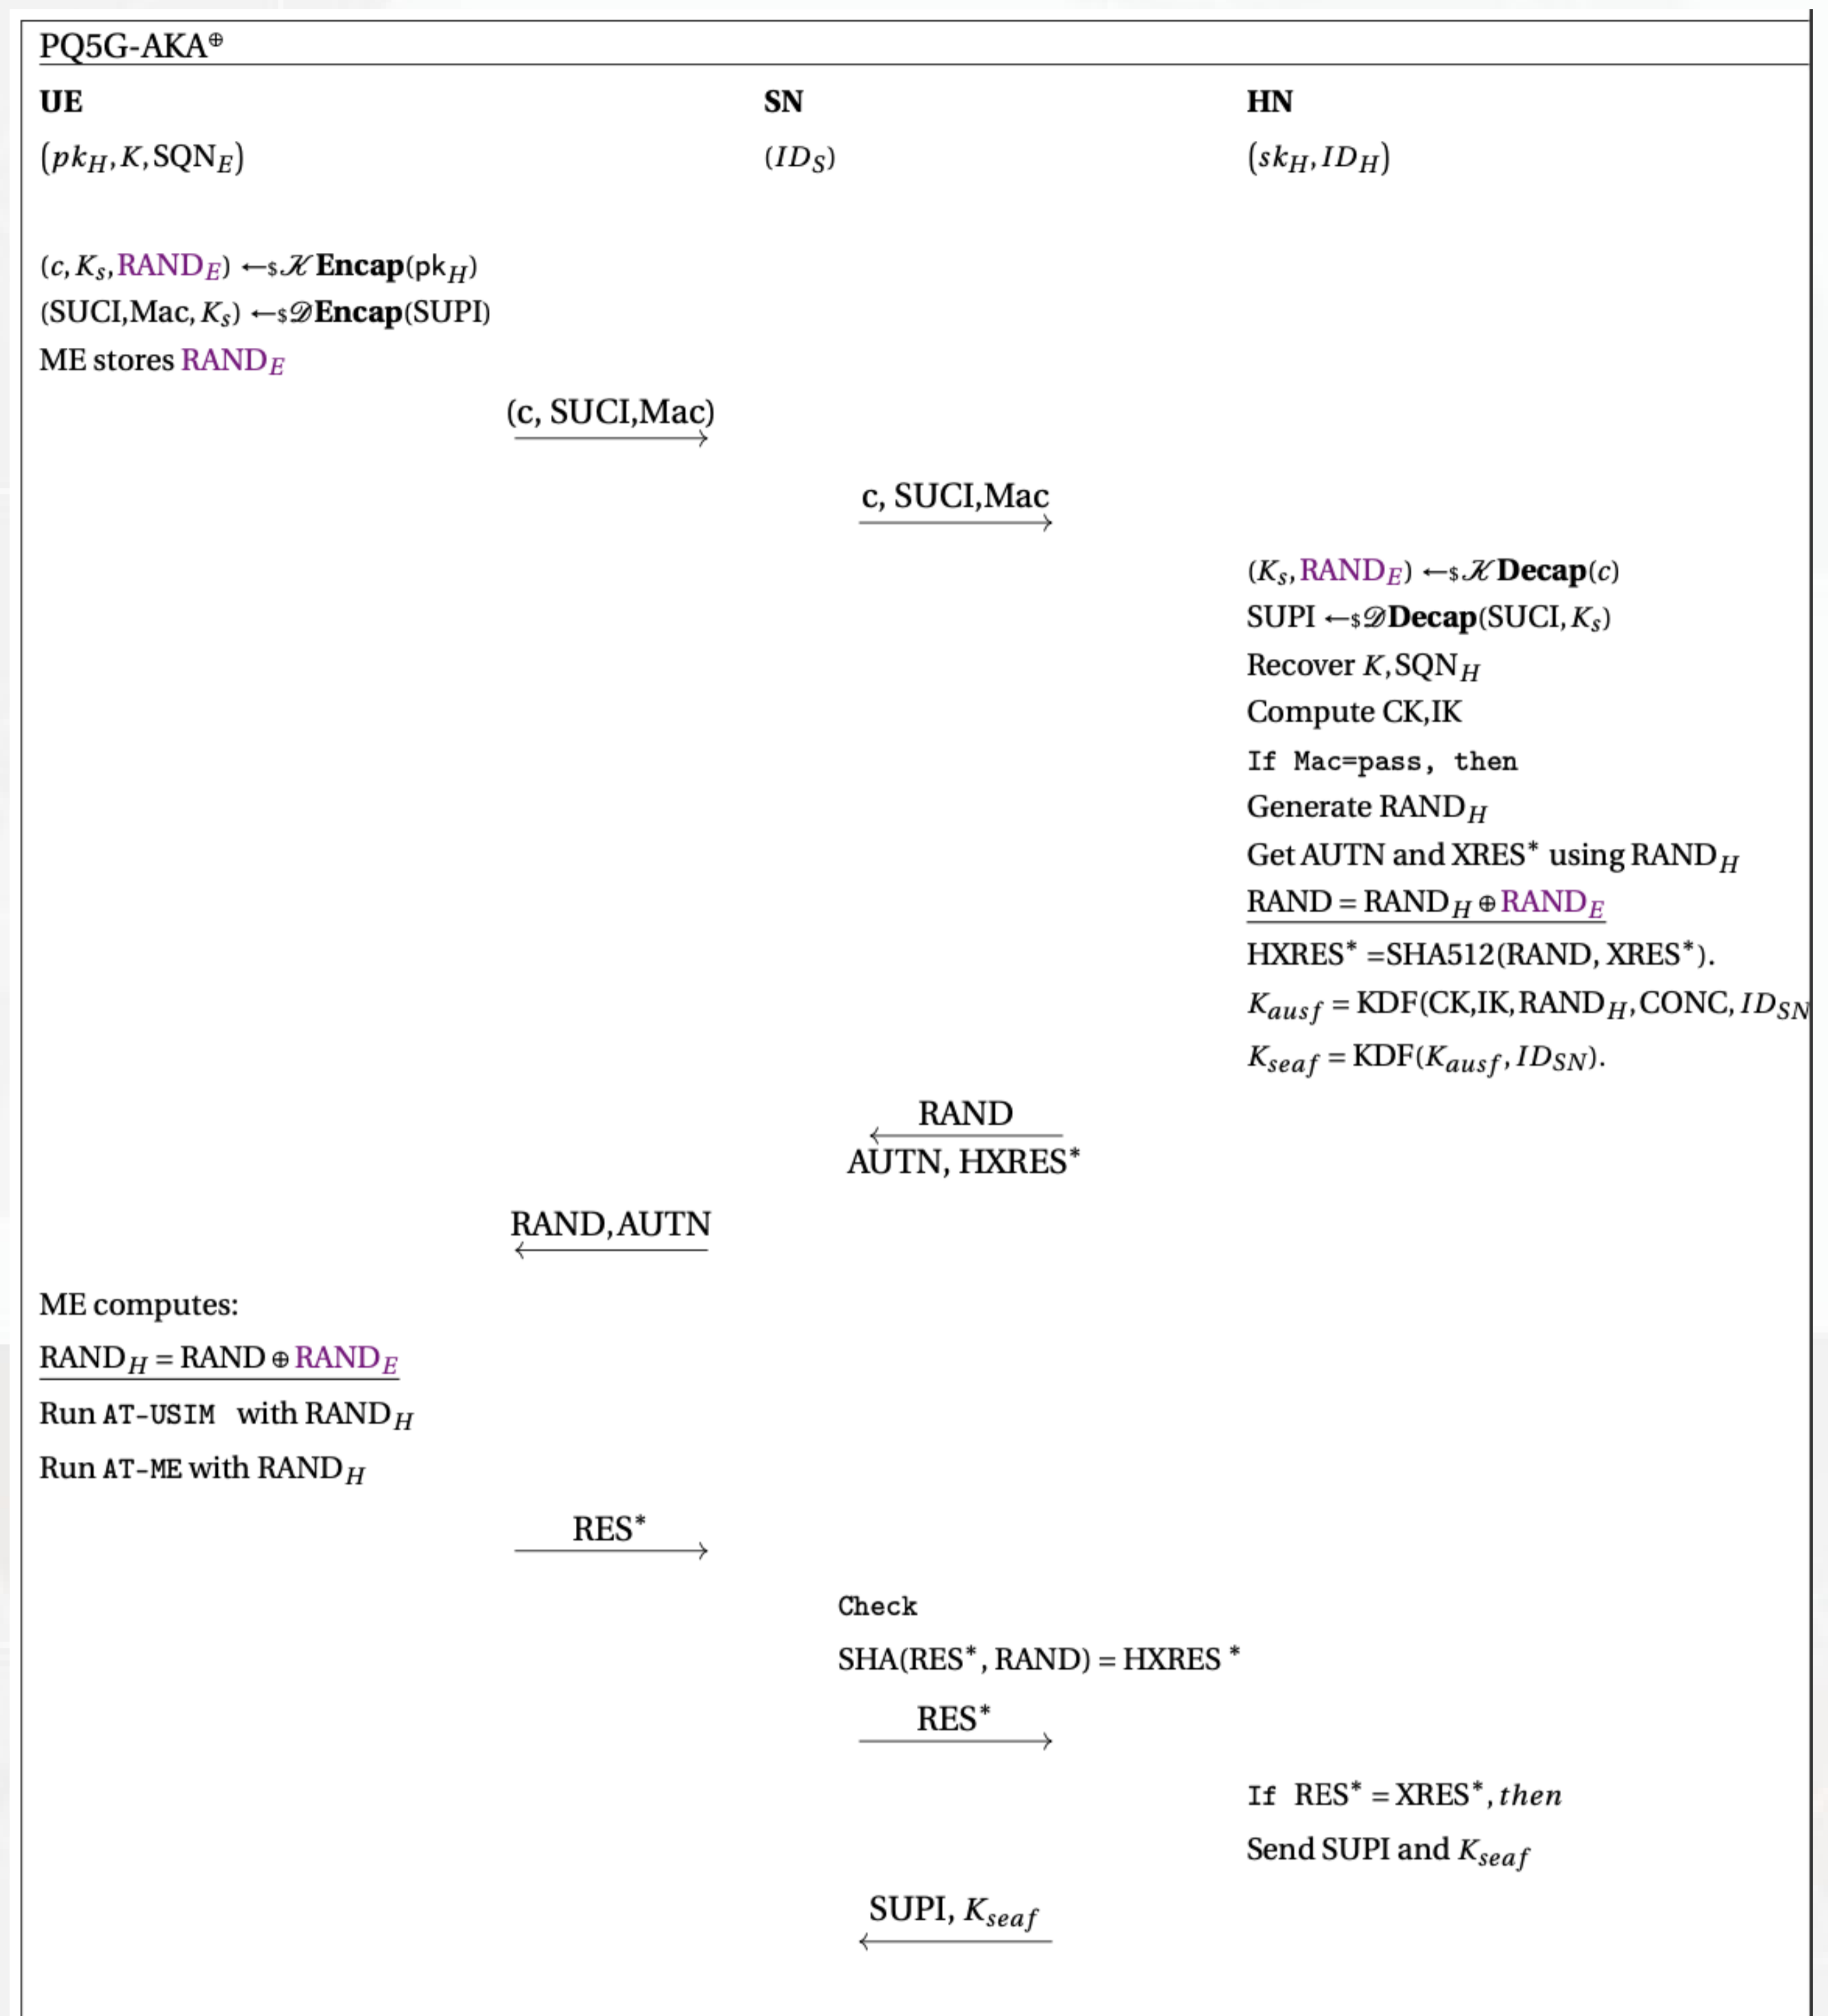 PQ5G-AKA⊕
UE SN HN
(pk_H, K, SQN_E) (ID_S) (sk_H, ID_H)
(c, K_s, RAND_E) ←$ 𝒦 Encap(pk_H)
(SUCI,Mac, K_s) ←$ 𝒟 Encap(SUPI)
ME stores RAND_E
(c, SUCI,Mac)
c, SUCI,Mac
(K_s, RAND_E) ←$ 𝒦 Decap(c)
SUPI ←$ 𝒟 Decap(SUCI, K_s)
Recover K,SQN_H
Compute CK,IK
If Mac=pass, then
Generate RAND_H
Get AUTN and XRES* using RAND_H
RAND = RAND_H ⊕ RAND_E
HXRES* =SHA512(RAND, XRES*).
K_ausf = KDF(CK,IK, RAND_H, CONC, ID_SN
K_seaf = KDF(K_ausf, ID_SN).
RAND
AUTN, HXRES*
RAND, AUTN
ME computes:
RAND_H = RAND ⊕ RAND_E
Run AT-USIM with RAND_H
Run AT-ME with RAND_H
RES*
Check
SHA(RES*, RAND) = HXRES *
RES*
If RES* = XRES*, then
Send SUPI and K_seaf
SUPI, K_seaf